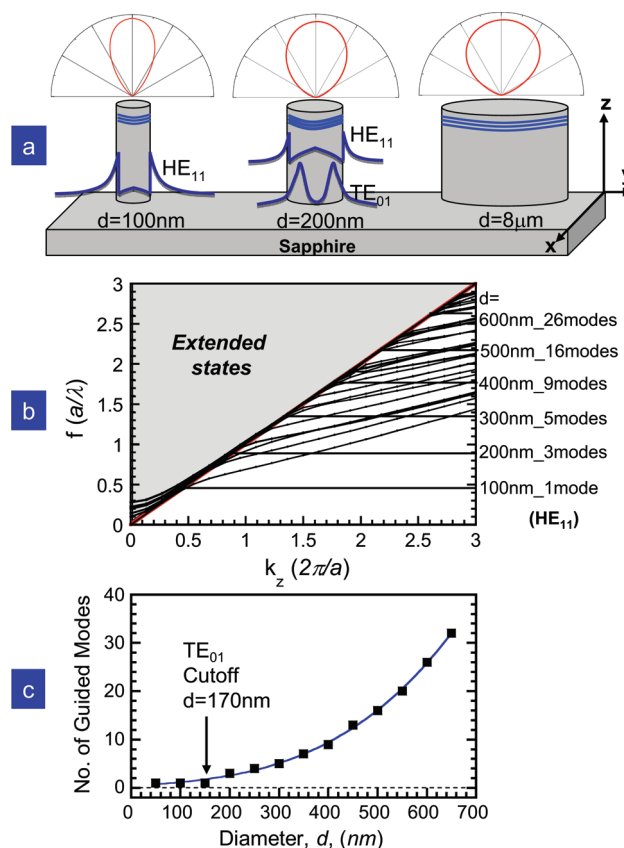 a
HE11
HE11
TE01
d=100nm
d=200nm
d=8μm
Sapphire
z
y
x
b
f (a/λ)
3
2.5
2
1.5
1
0.5
0
Extended
states
d=
600nm_26modes
500nm_16modes
400nm_9modes
300nm_5modes
200nm_3modes
100nm_1mode
(HE11)
0 0.5 1 1.5 2 2.5 3
kz (2π/a)
c
No. of Guided Modes
40
30
20
10
0
TE01
Cutoff
d=170nm
0 100 200 300 400 500 600 700
Diameter, d, (nm)